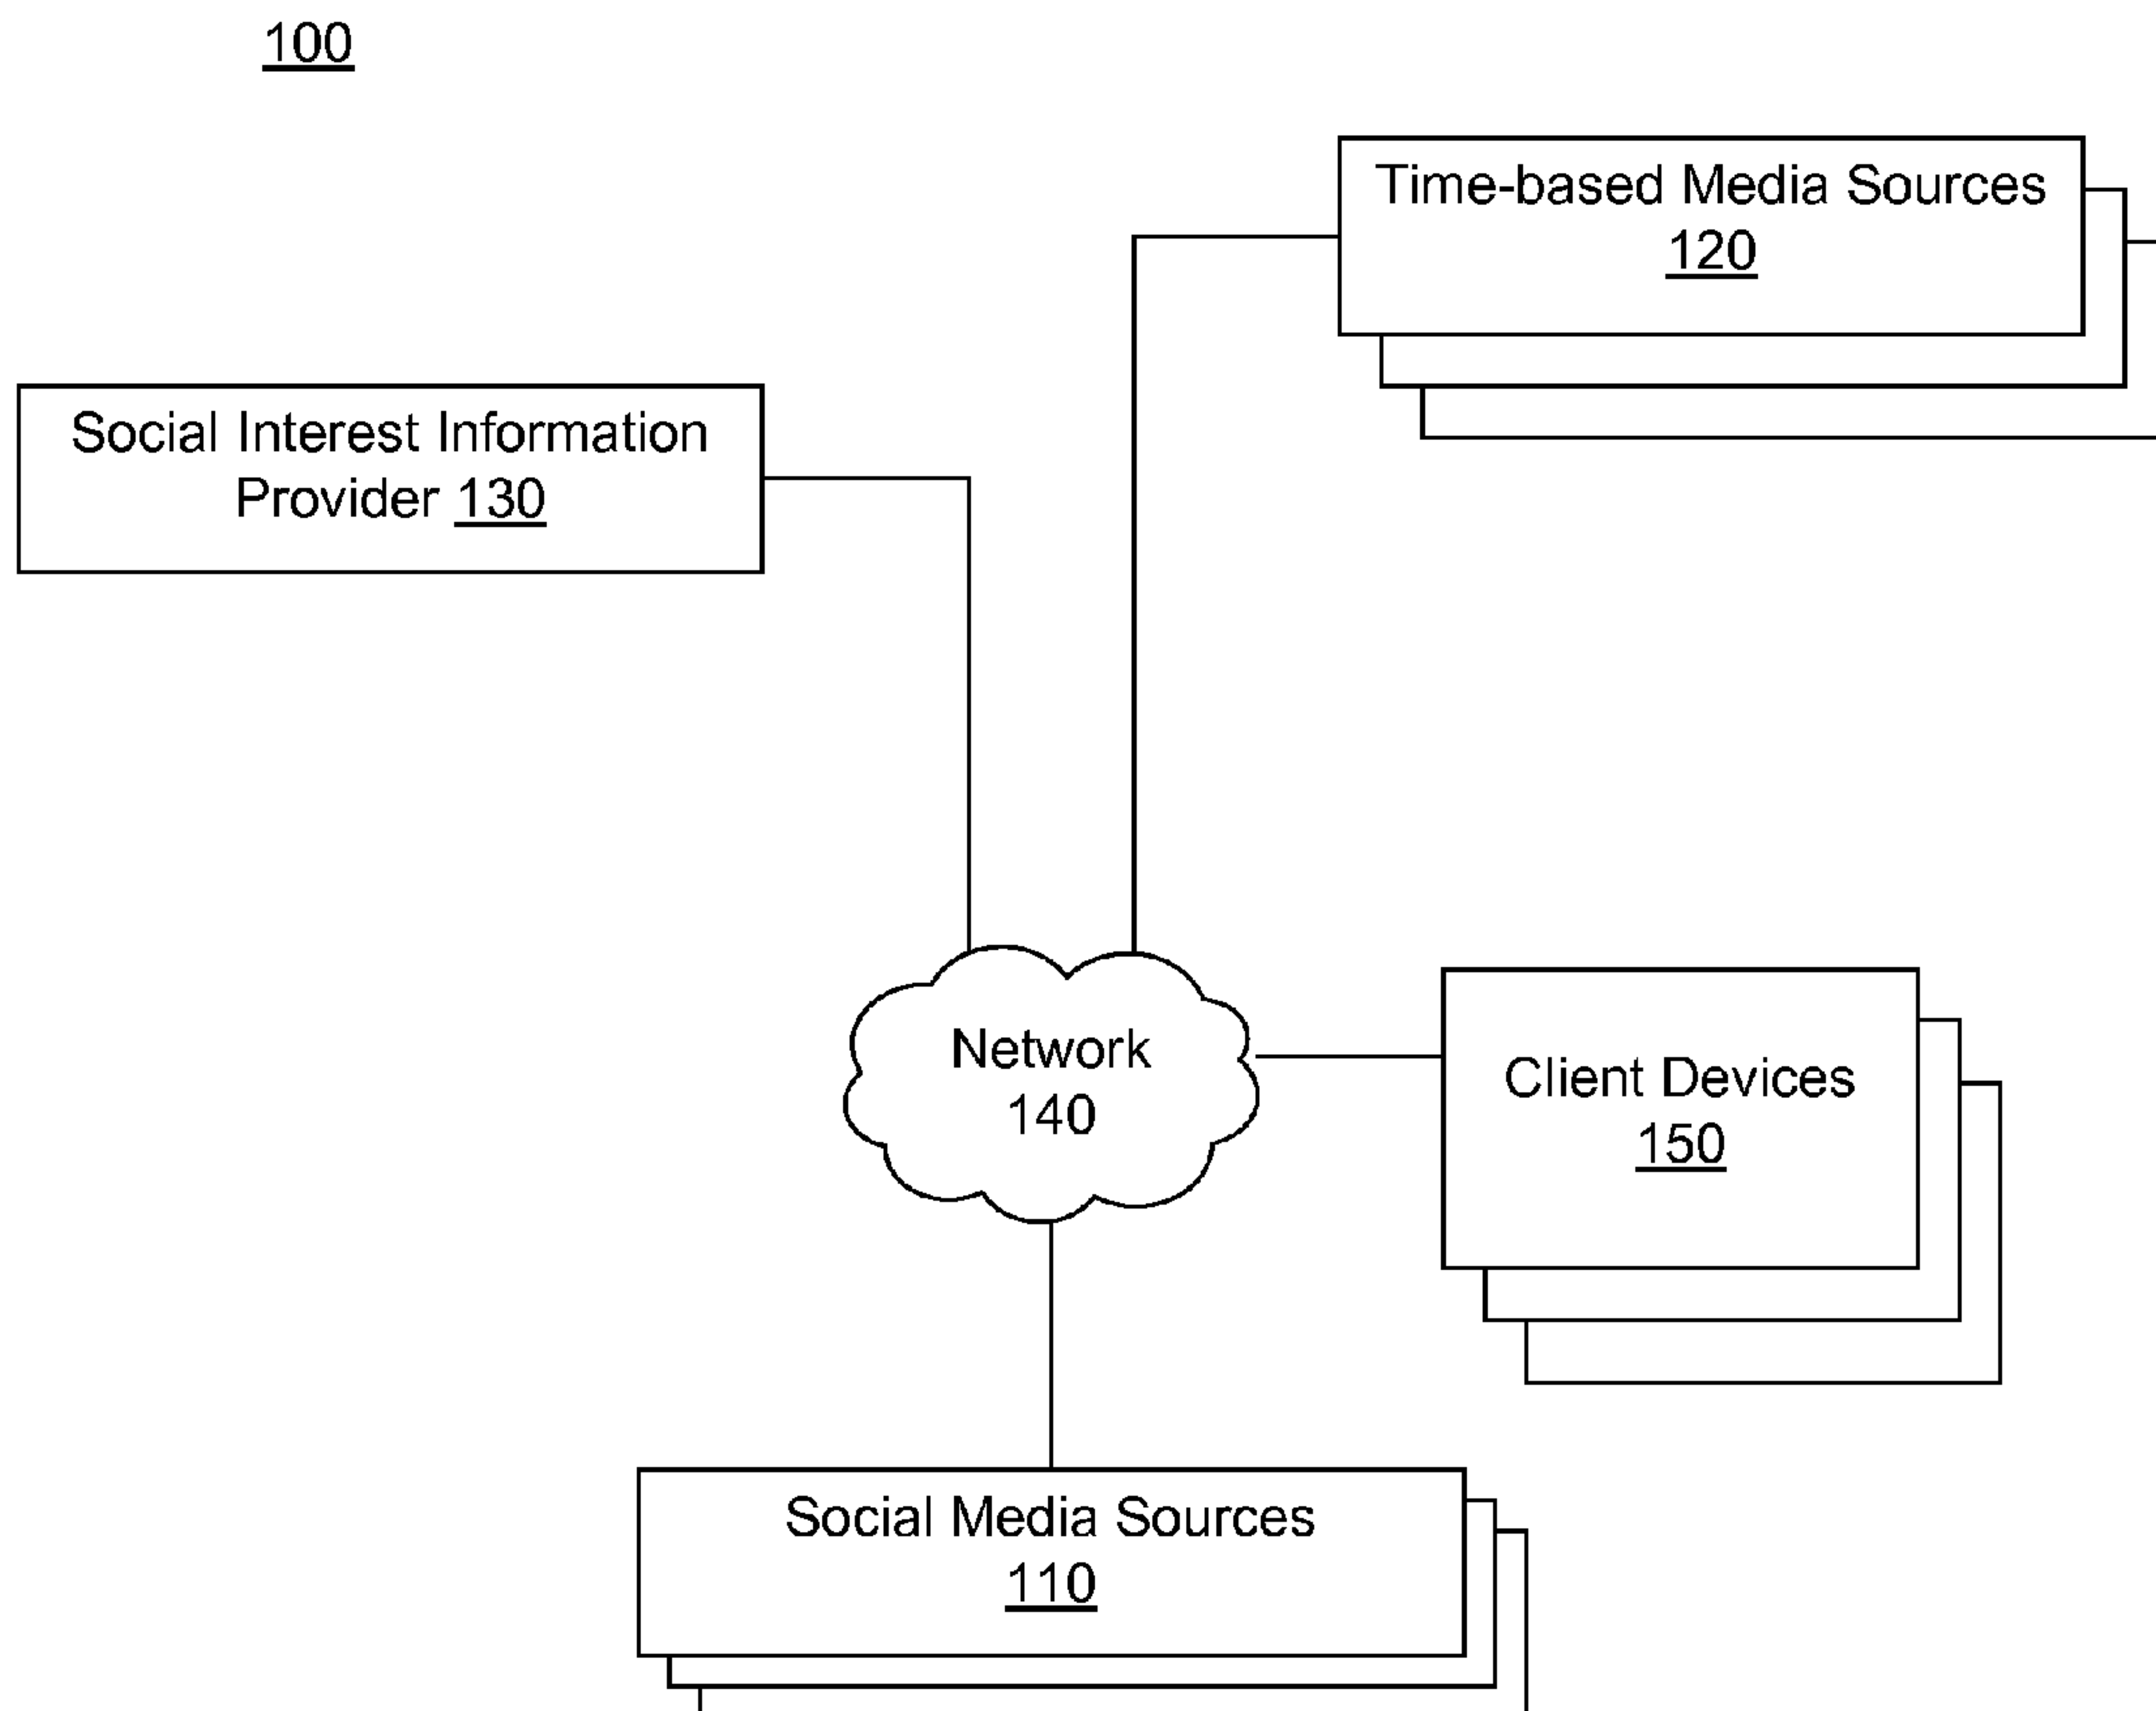 100
Time-based Media Sources
120
Social Interest Information
Provider 130
Network
140
Client Devices
150
Social Media Sources
110